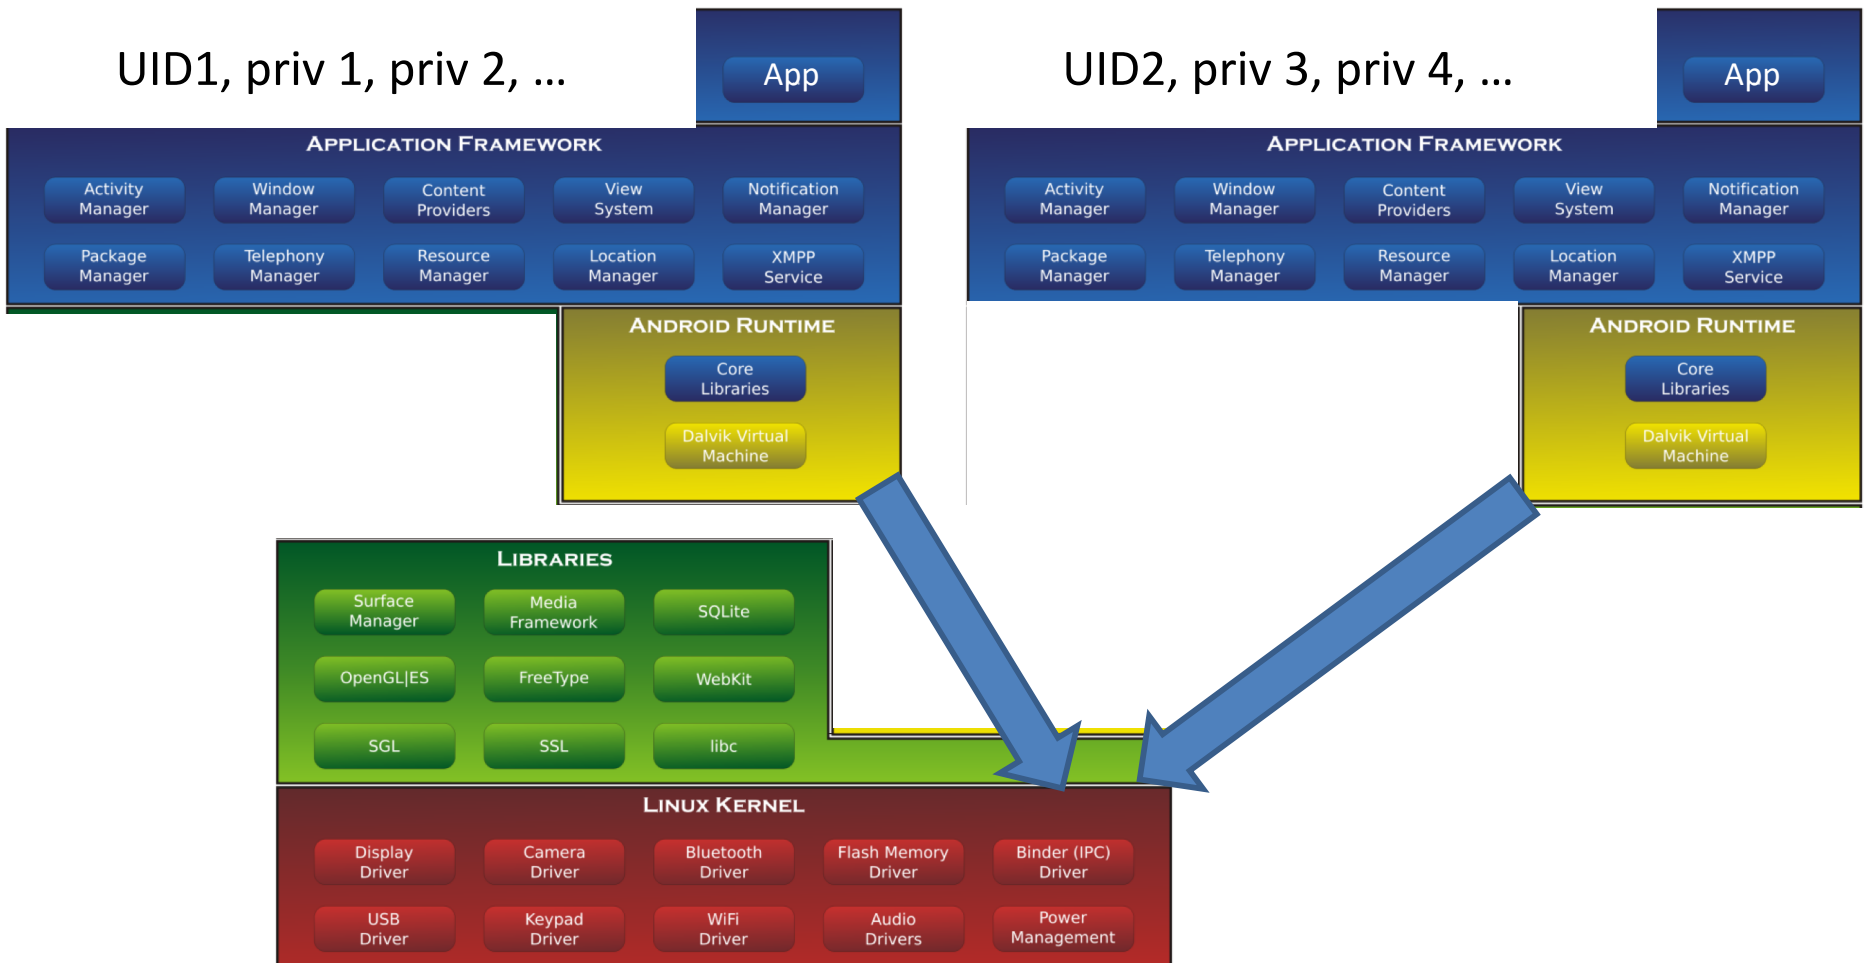 UID1, priv 1, priv 2, …
App
APPLICATION FRAMEWORK
Activity
Manager
Window
Manager
Content
Providers
View
System
Notification
Manager
Package
Manager
Telephony
Manager
Resource
Manager
Location
Manager
XMPP
Service
ANDROID RUNTIME
Core
Libraries
Dalvik Virtual
Machine
UID2, priv 3, priv 4, …
App
APPLICATION FRAMEWORK
Activity
Manager
Window
Manager
Content
Providers
View
System
Notification
Manager
Package
Manager
Telephony
Manager
Resource
Manager
Location
Manager
XMPP
Service
ANDROID RUNTIME
Core
Libraries
Dalvik Virtual
Machine
LIBRARIES
Surface
Manager
Media
Framework
SQLite
OpenGL|ES
FreeType
WebKit
SGL
SSL
libc
LINUX KERNEL
Display
Driver
Camera
Driver
Bluetooth
Driver
Flash Memory
Driver
Binder (IPC)
Driver
USB
Driver
Keypad
Driver
WiFi
Driver
Audio
Drivers
Power
Management